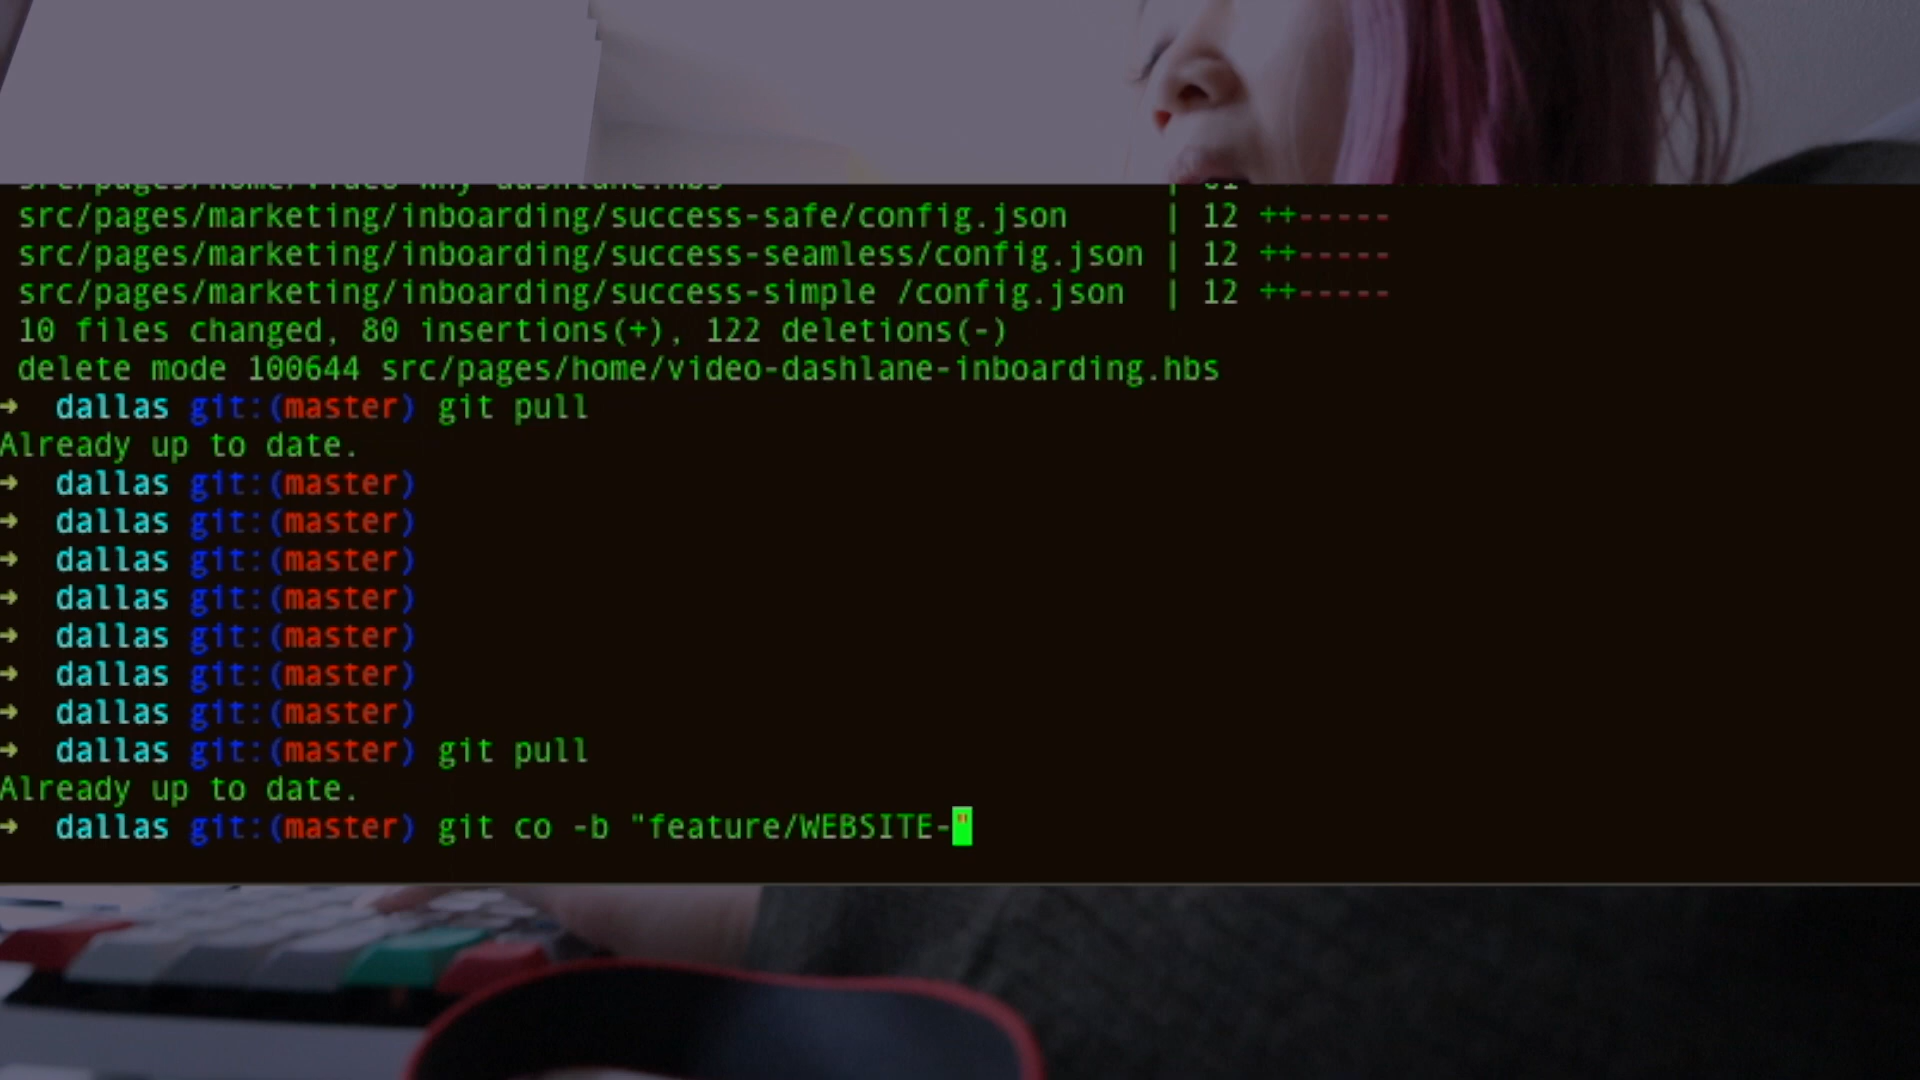 src/pages/marketing/inboarding/success-safe/config.json | 12 ++-----
src/pages/marketing/inboarding/success-seamless/config.json | 12 ++-----
src/pages/marketing/inboarding/success-simple /config.json | 12 ++-----
10 files changed, 80 insertions(+), 122 deletions(-)
delete mode 100644 src/pages/home/video-dashlane-inboarding.hbs
➜ dallas git:(master) git pull
Already up to date.
➜ dallas git:(master)
➜ dallas git:(master)
➜ dallas git:(master)
➜ dallas git:(master)
➜ dallas git:(master)
➜ dallas git:(master)
➜ dallas git:(master)
➜ dallas git:(master) git pull
Already up to date.
➜ dallas git:(master) git co -b "feature/WEBSITE-"